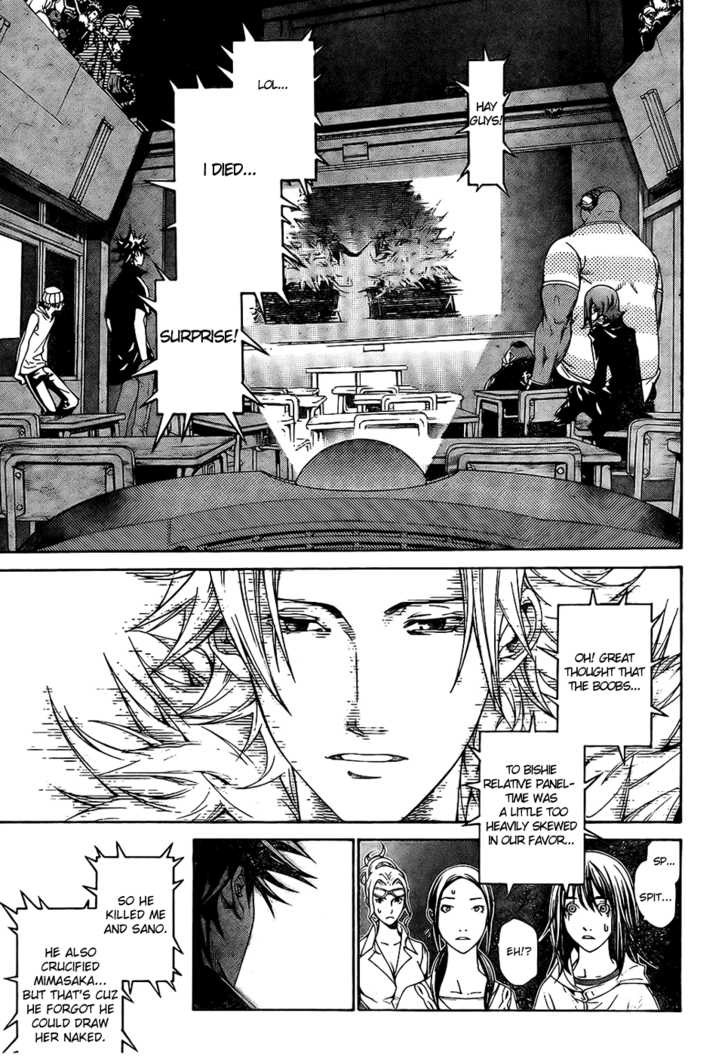 HAY
GUYS!
LOL...
I DIED...
SURPRISE!
OH! GREAT
THOUGHT THAT
THE BOOBS...
TO BISHIE
RELATIVE PANEL-
TIME WAS
A LITTLE TOO
HEAVILY SKEWED
IN OUR FAVOR...
SP...
SPIT...
EH!?
SO HE
KILLED ME
AND SANO.
HE ALSO
CRUCIFIED
MIMASAKA...
BUT THAT'S CUZ
HE FORGOT HE
COULD DRAW
HER NAKED.